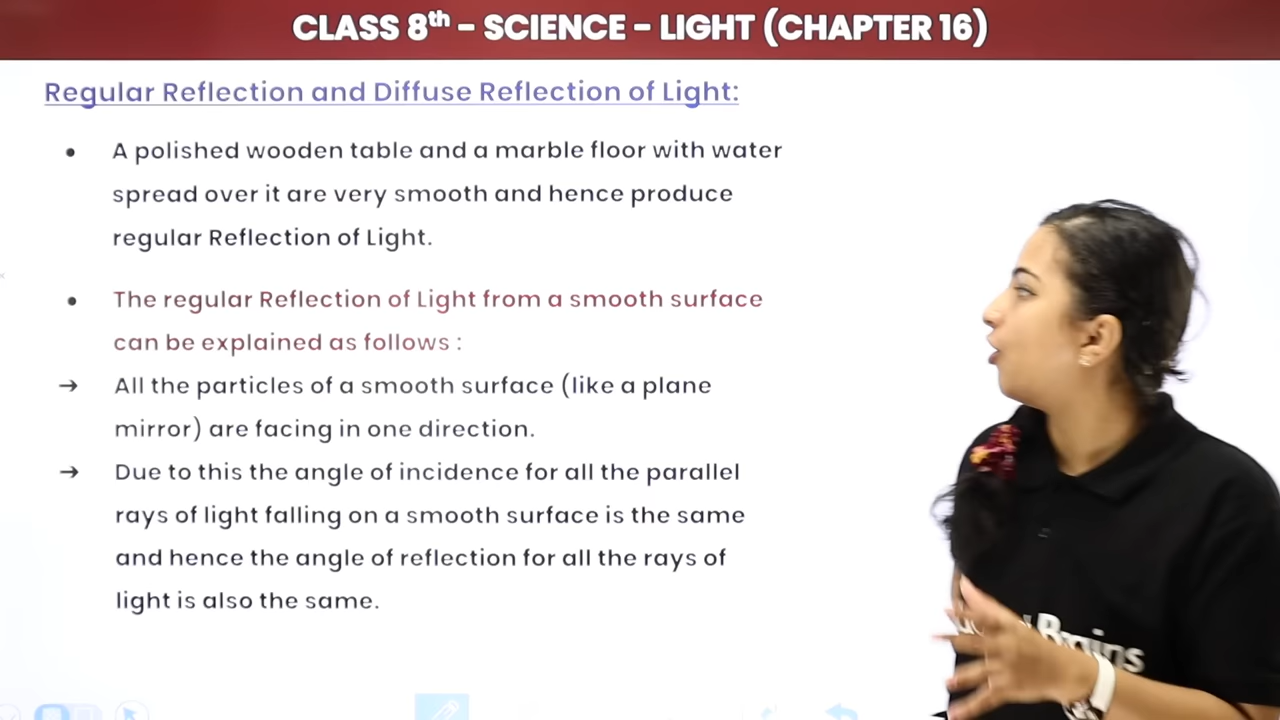 CLASS 8th – SCIENCE – LIGHT (CHAPTER 16)
Regular Reflection and Diffuse Reflection of Light:
• A polished wooden table and a marble floor with water
spread over it are very smooth and hence produce
regular Reflection of Light.
• The regular Reflection of Light from a smooth surface
can be explained as follows :
→ All the particles of a smooth surface (like a plane
mirror) are facing in one direction.
→ Due to this the angle of incidence for all the parallel
rays of light falling on a smooth surface is the same
and hence the angle of reflection for all the rays of
light is also the same.
Brains